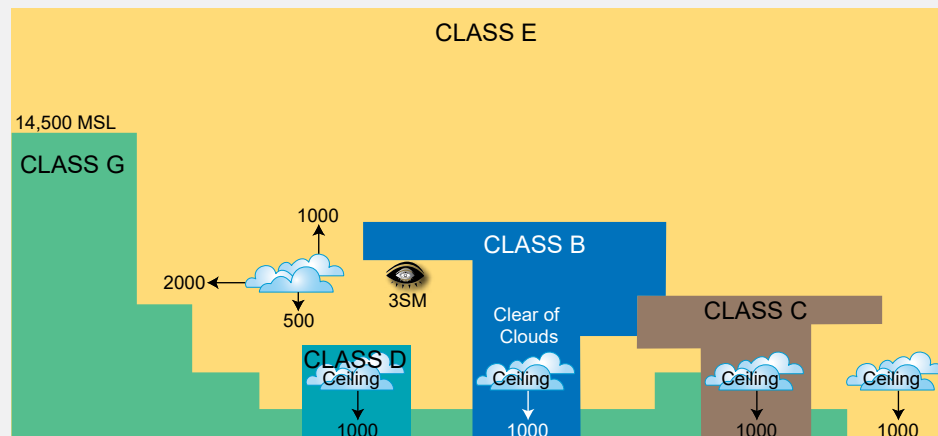 CLASS E
14,500 MSL
CLASS G
1000
CLASS B
2000
3SM
500
CLASS C
Clear of
Clouds
CLASS D
Ceiling
Ceiling
Ceiling
Ceiling
1000
1000
1000
1000